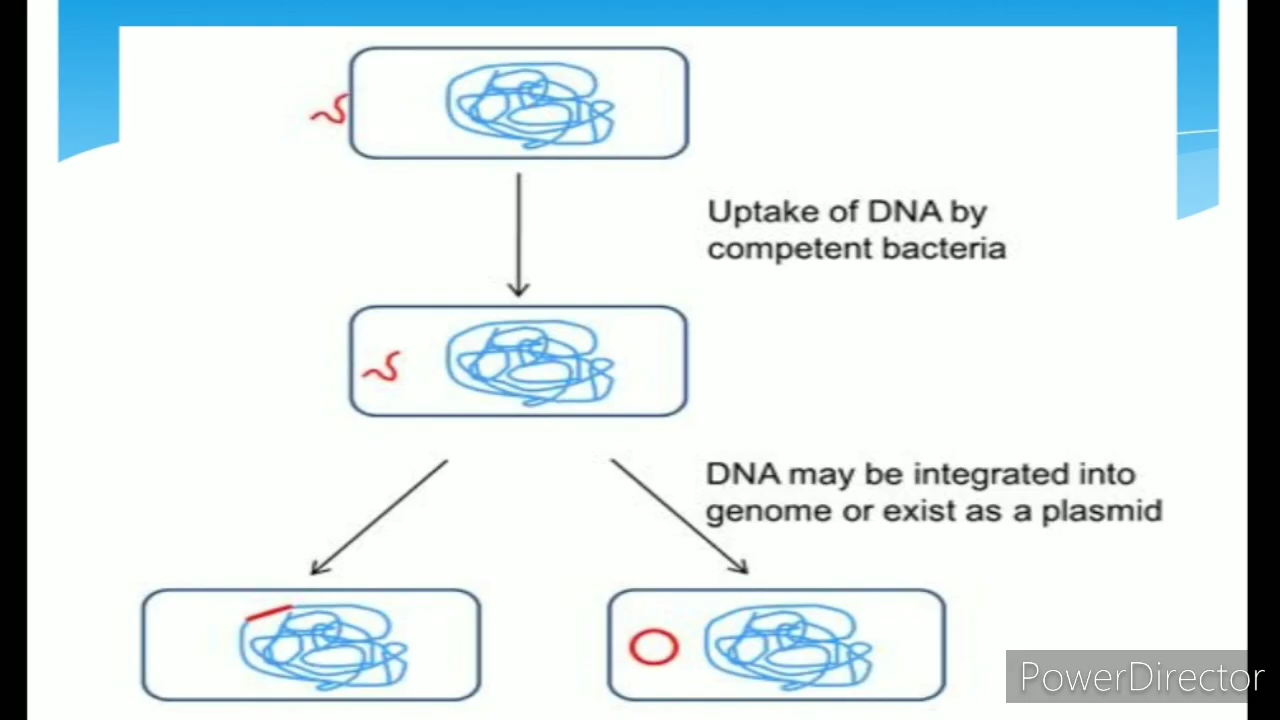 Uptake of DNA by
competent bacteria
DNA may be integrated into
genome or exist as a plasmid
PowerDirector